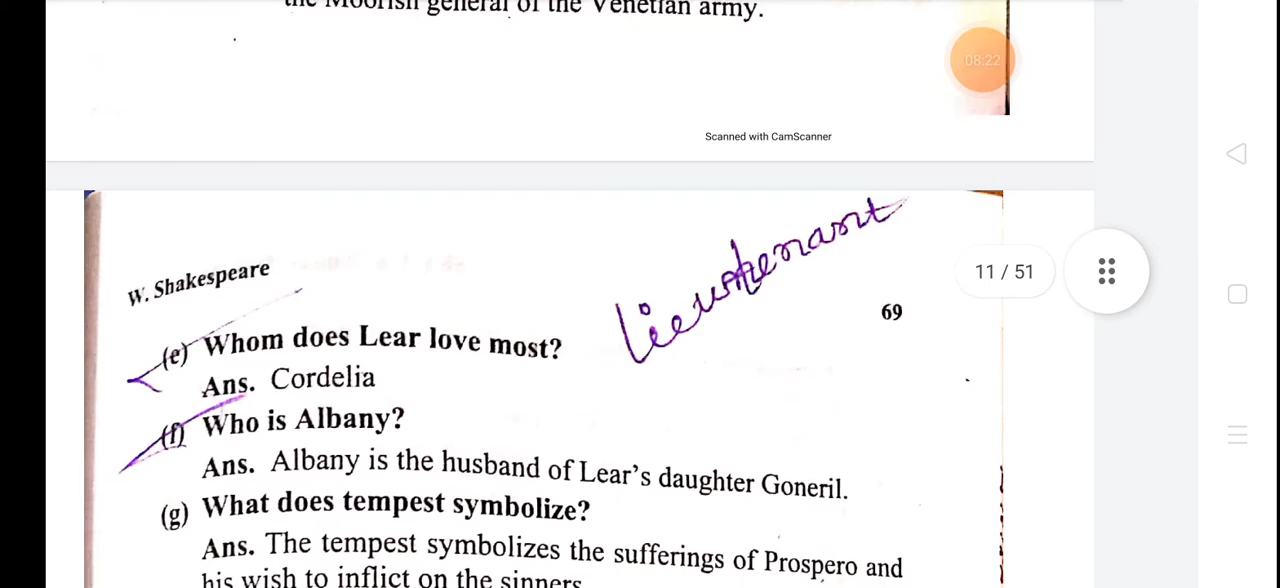 the Moorish general of the Venetian army.
08:22
Scanned with CamScanner
W. Shakespeare
Lieutenamt
11 / 51
69
(e) Whom does Lear love most?
Ans. Cordelia
(f) Who is Albany?
Ans. Albany is the husband of Lear's daughter Goneril.
(g) What does tempest symbolize?
Ans. The tempest symbolizes the sufferings of Prospero and
his wish to inflict on the sinners